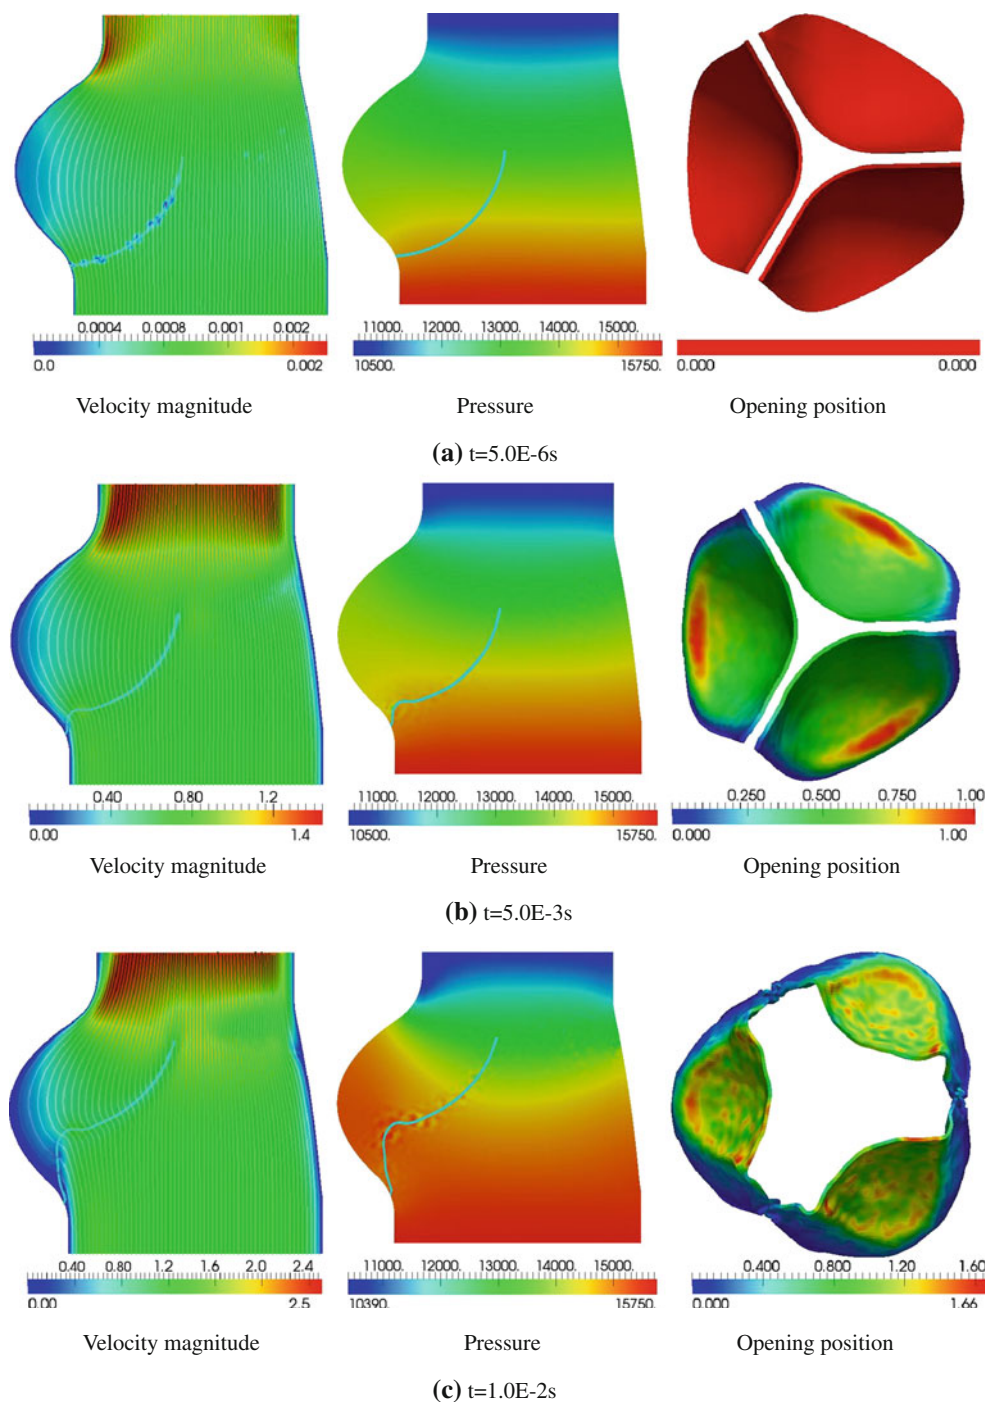 0.0004 0.0008 0.001 0.002
0.0 0.002
11000. 12000. 13000. 14000. 15000.
10500. 15750.
0.000 0.000
Velocity magnitude Pressure Opening position
(a) t=5.0E-6s
0.40 0.80 1.2
0.00 1.4
11000. 12000. 13000. 14000. 15000.
10500. 15750.
0.250 0.500 0.750 1.00
0.000 1.00
Velocity magnitude Pressure Opening position
(b) t=5.0E-3s
0.40 0.80 1.2 1.6 2.0 2.4
0.00 2.5
11000. 12000. 13000. 14000. 15000.
10390. 15750.
0.400 0.800 1.20 1.60
0.000 1.66
Velocity magnitude Pressure Opening position
(c) t=1.0E-2s